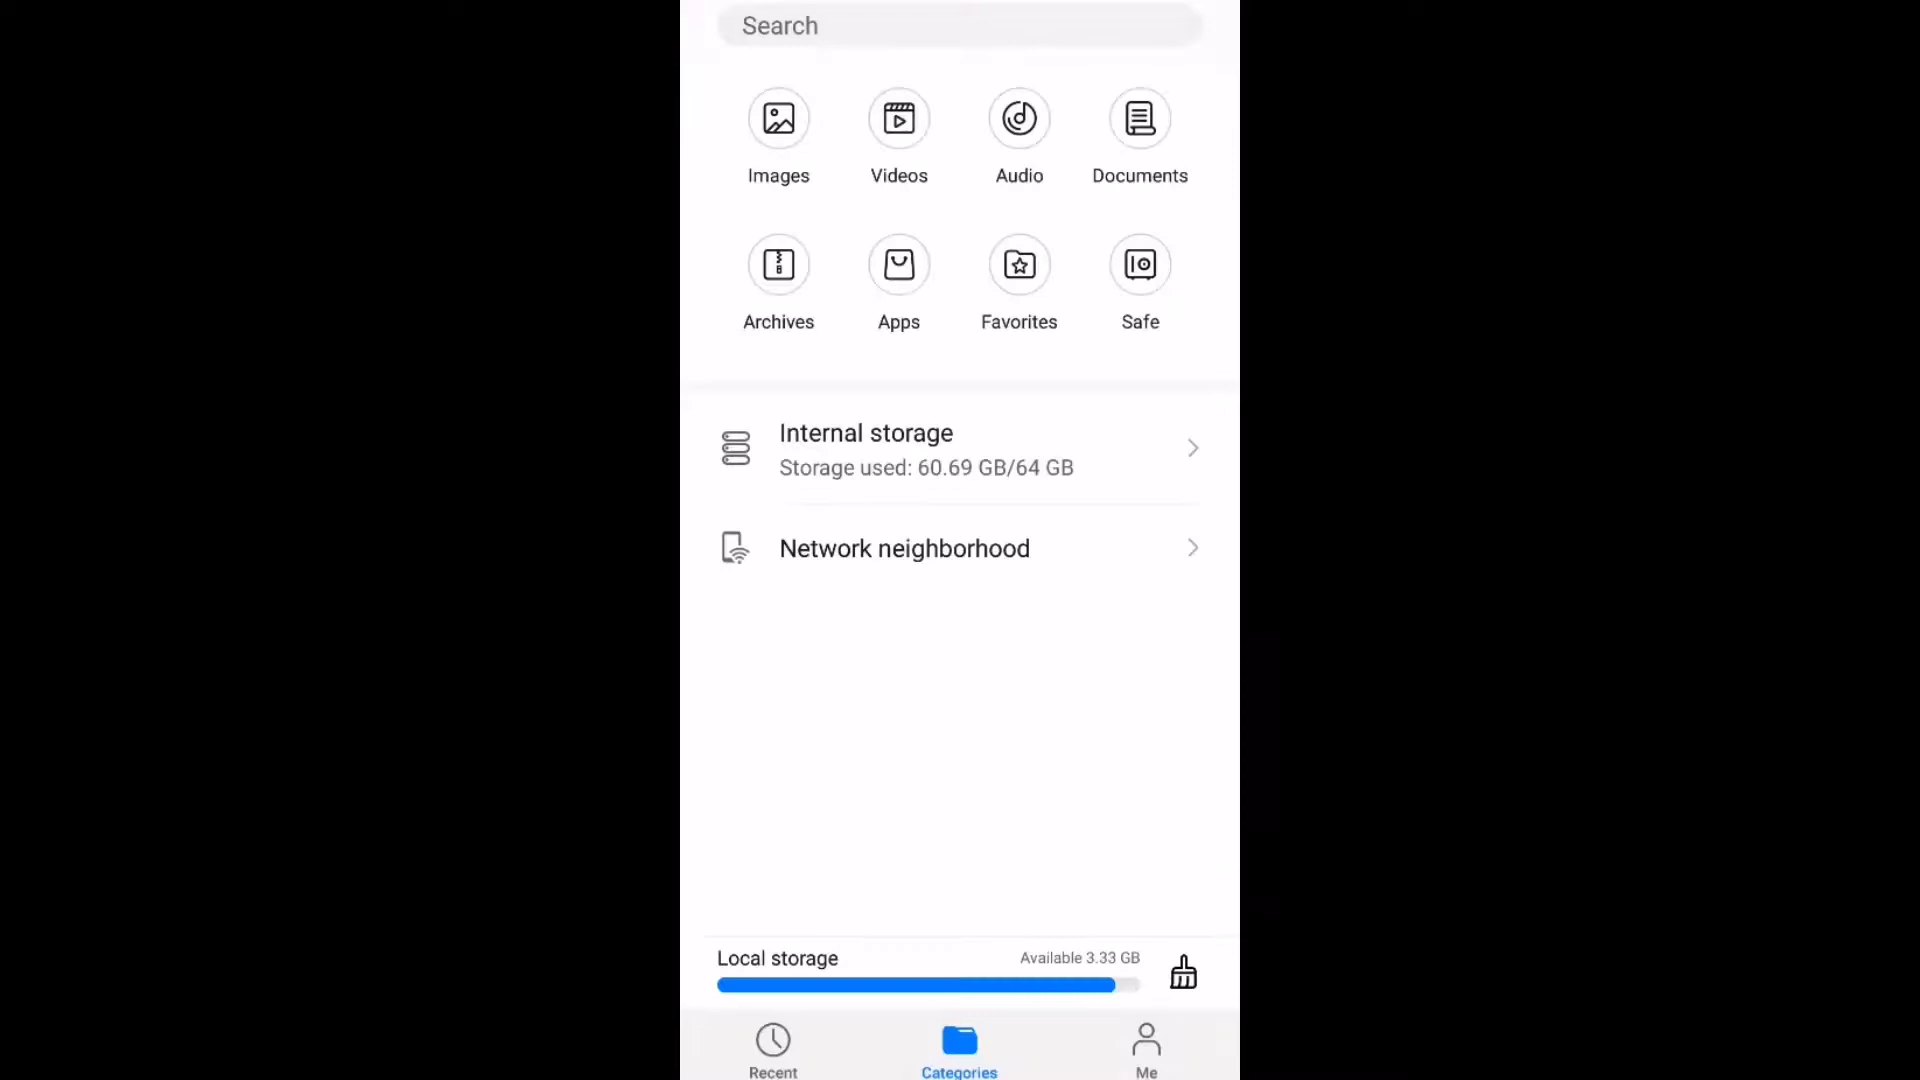 Search
Images Videos Audio Documents
Archives Apps Favorites Safe
Internal storage
Storage used: 60.69 GB/64 GB
Network neighborhood
Local storage Available 3.33 GB
Recent Categories Me